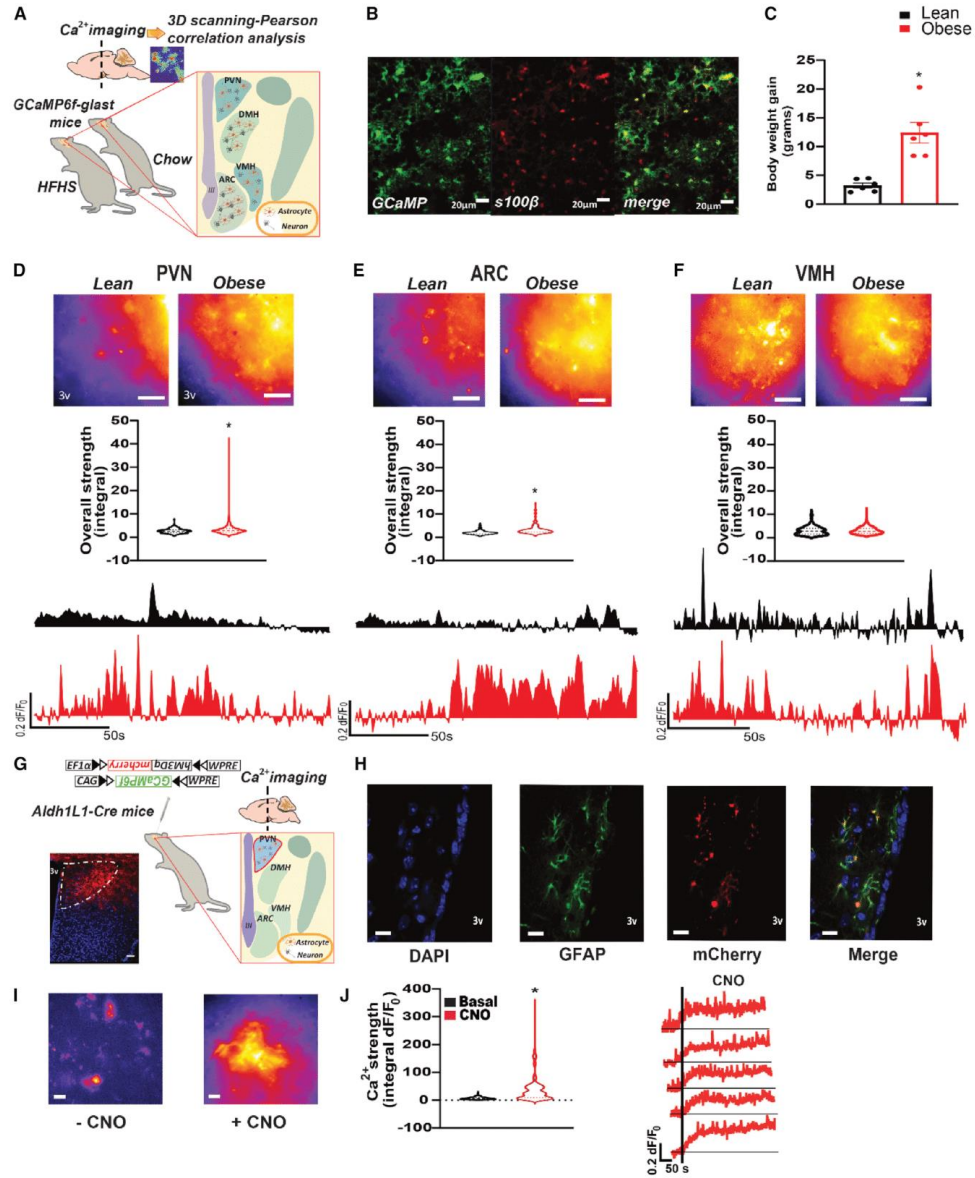 A
Ca2+imaging
3D scanning-Pearson
correlation analysis
GCaMP6f-glast
mice
Chow
HFHS
PVN
DMH
VMH
ARC
III
Astrocyte
Neuron
B
GCaMP
20μm
s100β
20μm
merge
20μm
C
Lean
Obese
Body weight gain
(grams)
25
20
15
10
5
0
*
D
PVN
Lean
Obese
3v
3v
Overall strength
(integral)
50
40
30
20
10
0
-10
*
0.2 dF/F0
50s
E
ARC
Lean
Obese
Overall strength
(integral)
50
40
30
20
10
0
-10
*
0.2 dF/F0
50s
F
VMH
Lean
Obese
Overall strength
(integral)
50
40
30
20
10
0
-10
0.2 dF/F0
50s
G
EF1α
mcherry
hM3Dq
WPRE
CAG
GCaMP6f
WPRE
Aldh1L1-Cre mice
Ca2+imaging
3v
PVN
DMH
VMH
ARC
III
Astrocyte
Neuron
H
3v
3v
3v
3v
DAPI
GFAP
mCherry
Merge
I
- CNO
+ CNO
J
Ca2+ strength
(integral dF/F0)
400
300
200
100
0
-100
Basal
CNO
*
CNO
0.2 dF/F0
50 s